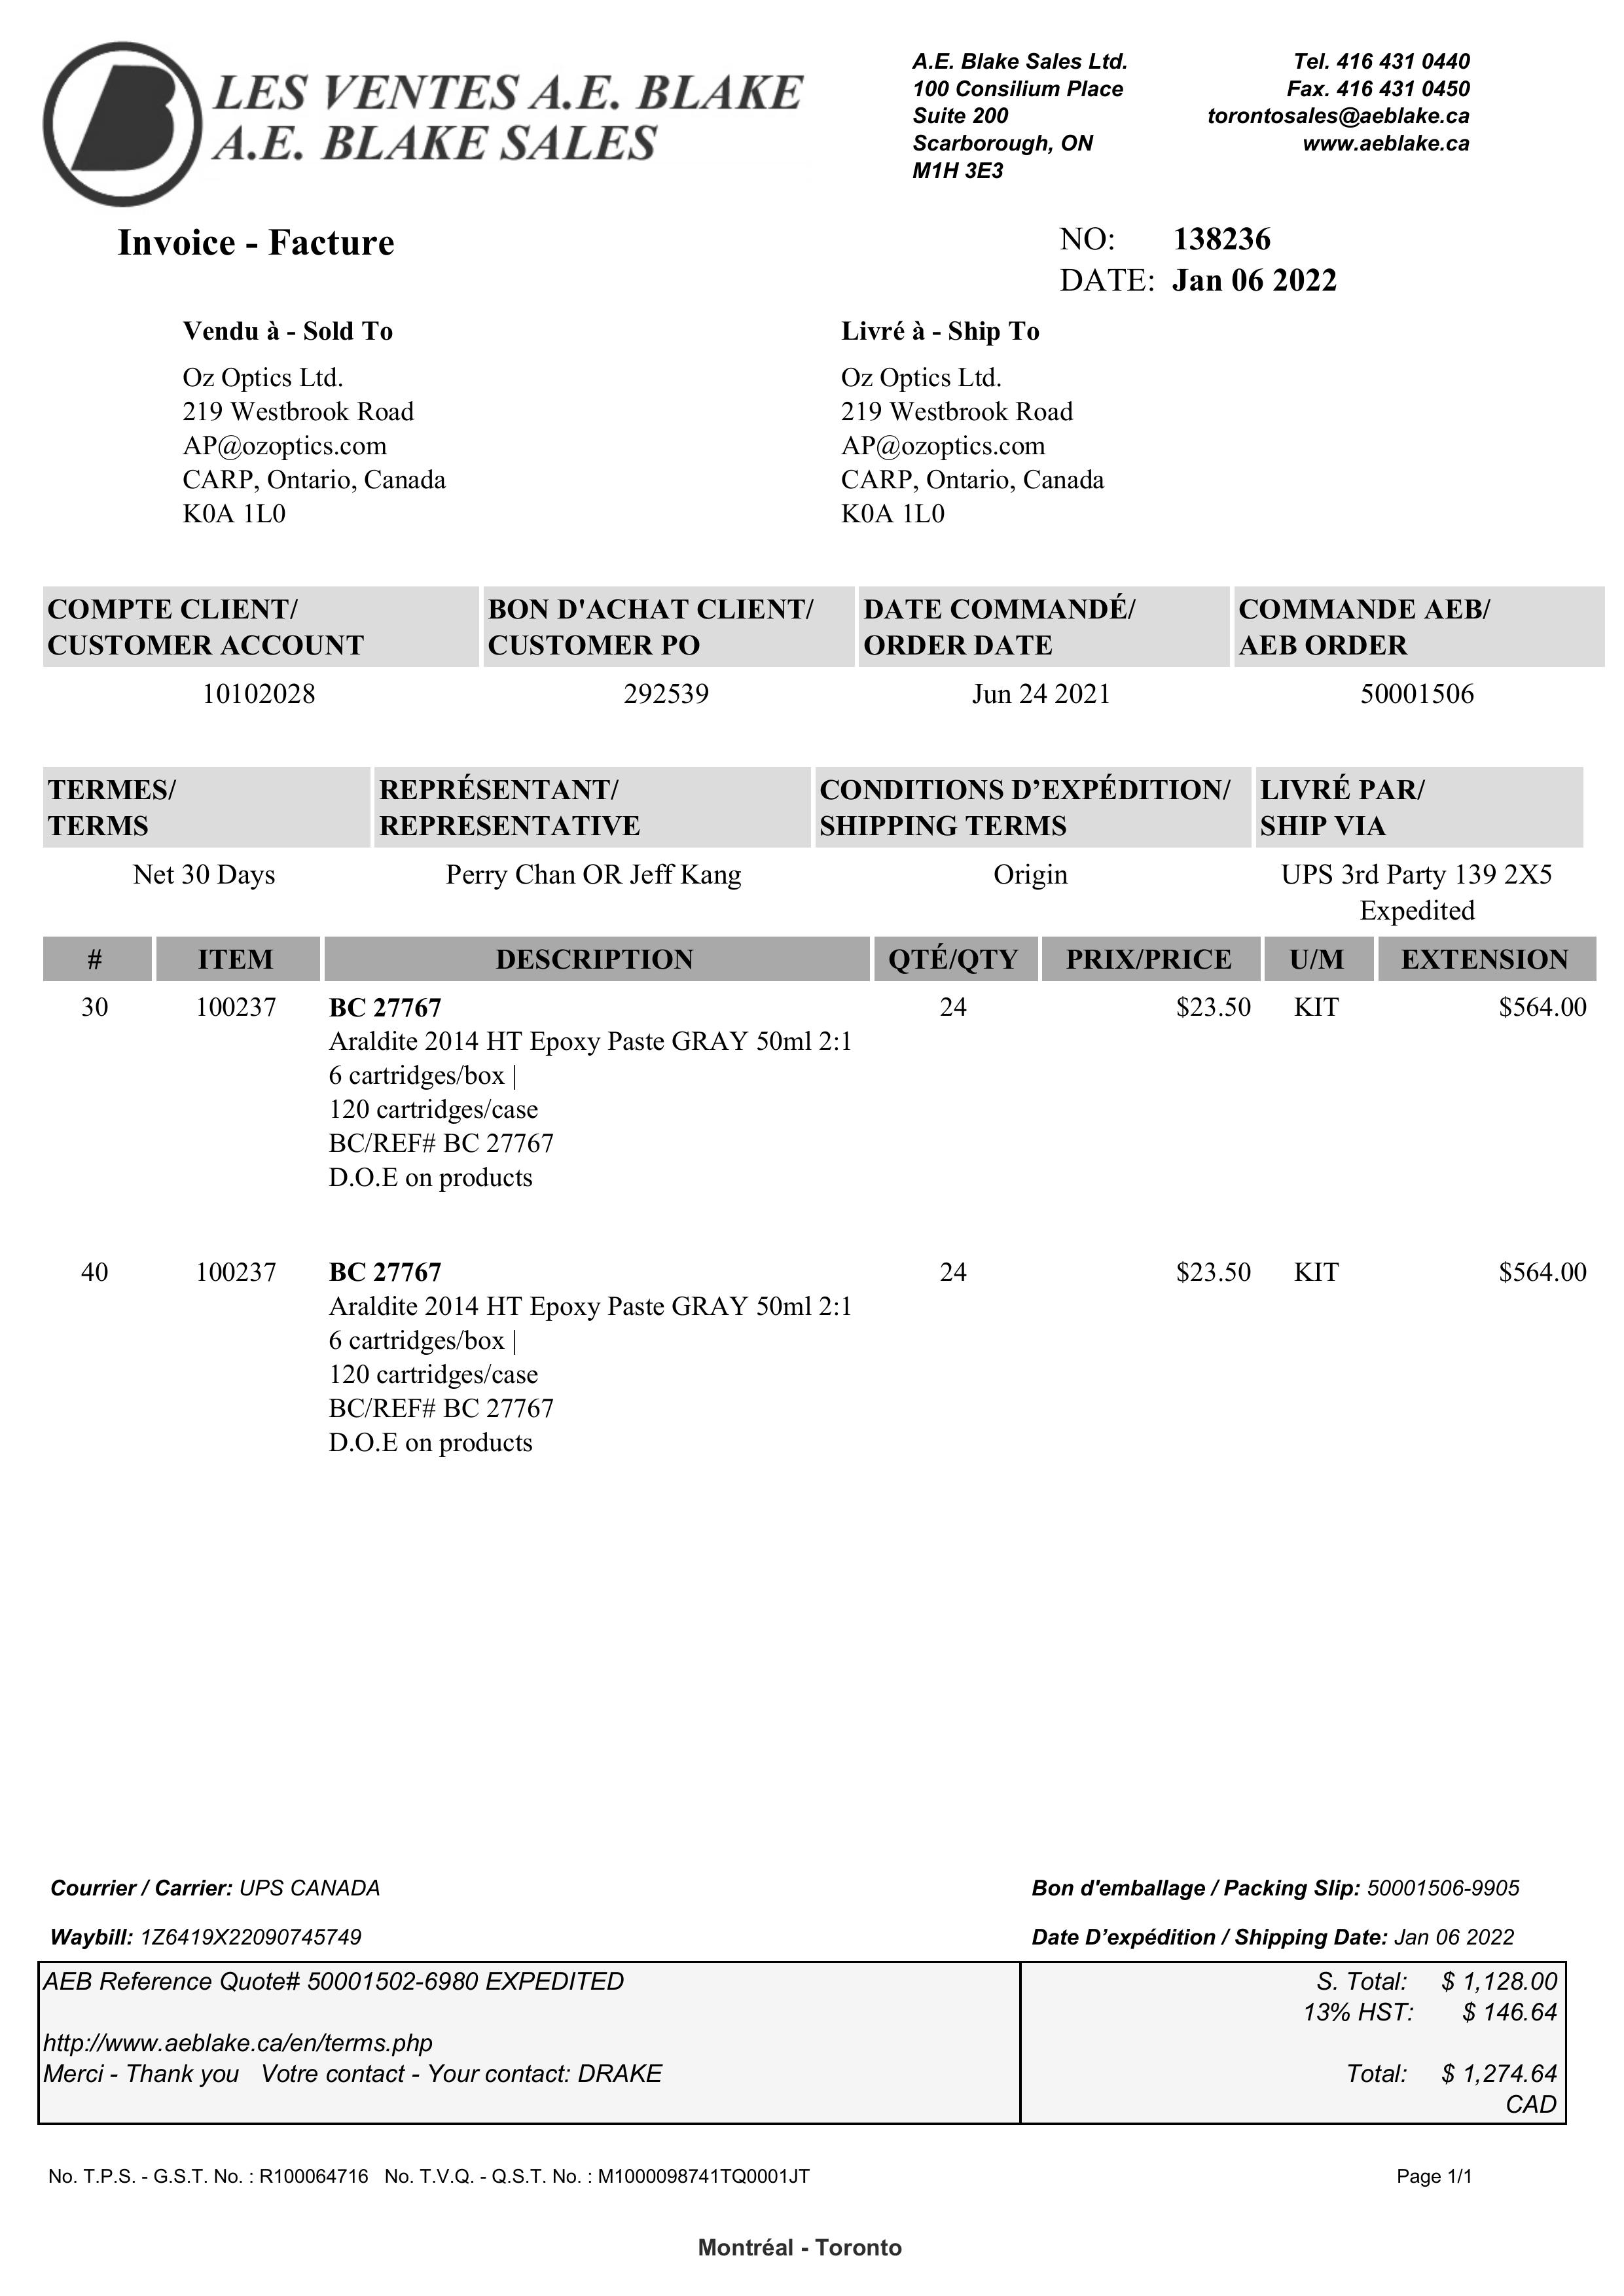 LES VENTES A.E. BLAKE
A.E. BLAKE SALES
A.E. Blake Sales Ltd.
100 Consilium Place
Suite 200
Scarborough, ON
M1H 3E3
Tel. 416 431 0440
Fax. 416 431 0450
torontosales@aeblake.ca
www.aeblake.ca
Invoice - Facture
NO: 138236
DATE: Jan 06 2022
Vendu à - Sold To
Oz Optics Ltd.
219 Westbrook Road
AP@ozoptics.com
CARP, Ontario, Canada
K0A 1L0
Livré à - Ship To
Oz Optics Ltd.
219 Westbrook Road
AP@ozoptics.com
CARP, Ontario, Canada
K0A 1L0
COMPTE CLIENT/ BON D'ACHAT CLIENT/ DATE COMMANDÉ/ COMMANDE AEB/
CUSTOMER ACCOUNT CUSTOMER PO ORDER DATE AEB ORDER
10102028 292539 Jun 24 2021 50001506
TERMES/ REPRÉSENTANT/ CONDITIONS D’EXPÉDITION/ LIVRÉ PAR/
TERMS REPRESENTATIVE SHIPPING TERMS SHIP VIA
Net 30 Days Perry Chan OR Jeff Kang Origin UPS 3rd Party 139 2X5
Expedited
# ITEM DESCRIPTION QTÉ/QTY PRIX/PRICE U/M EXTENSION
30 100237 BC 27767 24 $23.50 KIT $564.00
Araldite 2014 HT Epoxy Paste GRAY 50ml 2:1
6 cartridges/box |
120 cartridges/case
BC/REF# BC 27767
D.O.E on products
40 100237 BC 27767 24 $23.50 KIT $564.00
Araldite 2014 HT Epoxy Paste GRAY 50ml 2:1
6 cartridges/box |
120 cartridges/case
BC/REF# BC 27767
D.O.E on products
Courrier / Carrier: UPS CANADA Bon d'emballage / Packing Slip: 50001506-9905
Waybill: 1Z6419X22090745749 Date D’expédition / Shipping Date: Jan 06 2022
AEB Reference Quote# 50001502-6980 EXPEDITED S. Total: $ 1,128.00
13% HST: $ 146.64
http://www.aeblake.ca/en/terms.php
Merci - Thank you Votre contact - Your contact: DRAKE Total: $ 1,274.64
CAD
No. T.P.S. - G.S.T. No. : R100064716 No. T.V.Q. - Q.S.T. No. : M1000098741TQ0001JT Page 1/1
Montréal - Toronto